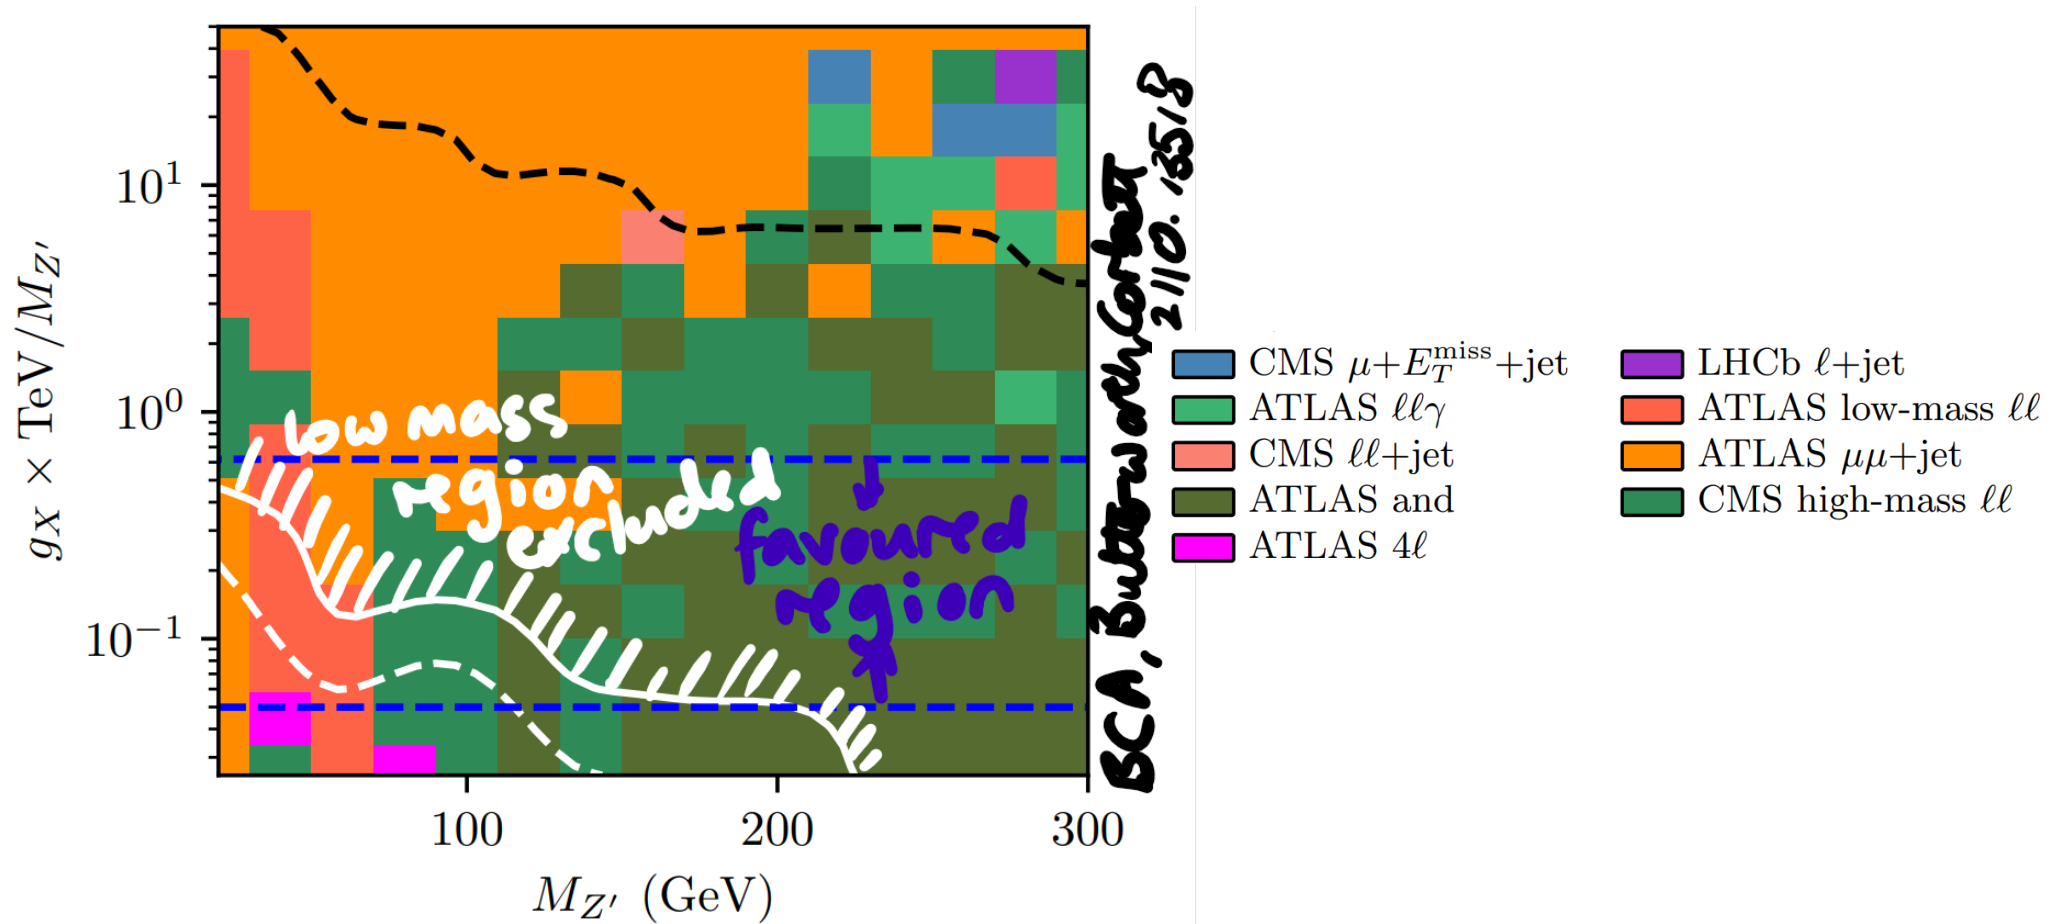 g_X × TeV/M_{Z′}
10¹
10⁰
10⁻¹
100
200
300
M_{Z′} (GeV)
low mass
region
excluded
favoured
region
BCA, Butterworth, Corbett
2110.13518
CMS μ+E_T^{miss}+jet
ATLAS ℓℓγ
CMS ℓℓ+jet
ATLAS and
ATLAS 4ℓ
LHCb ℓ+jet
ATLAS low-mass ℓℓ
ATLAS μμ+jet
CMS high-mass ℓℓ